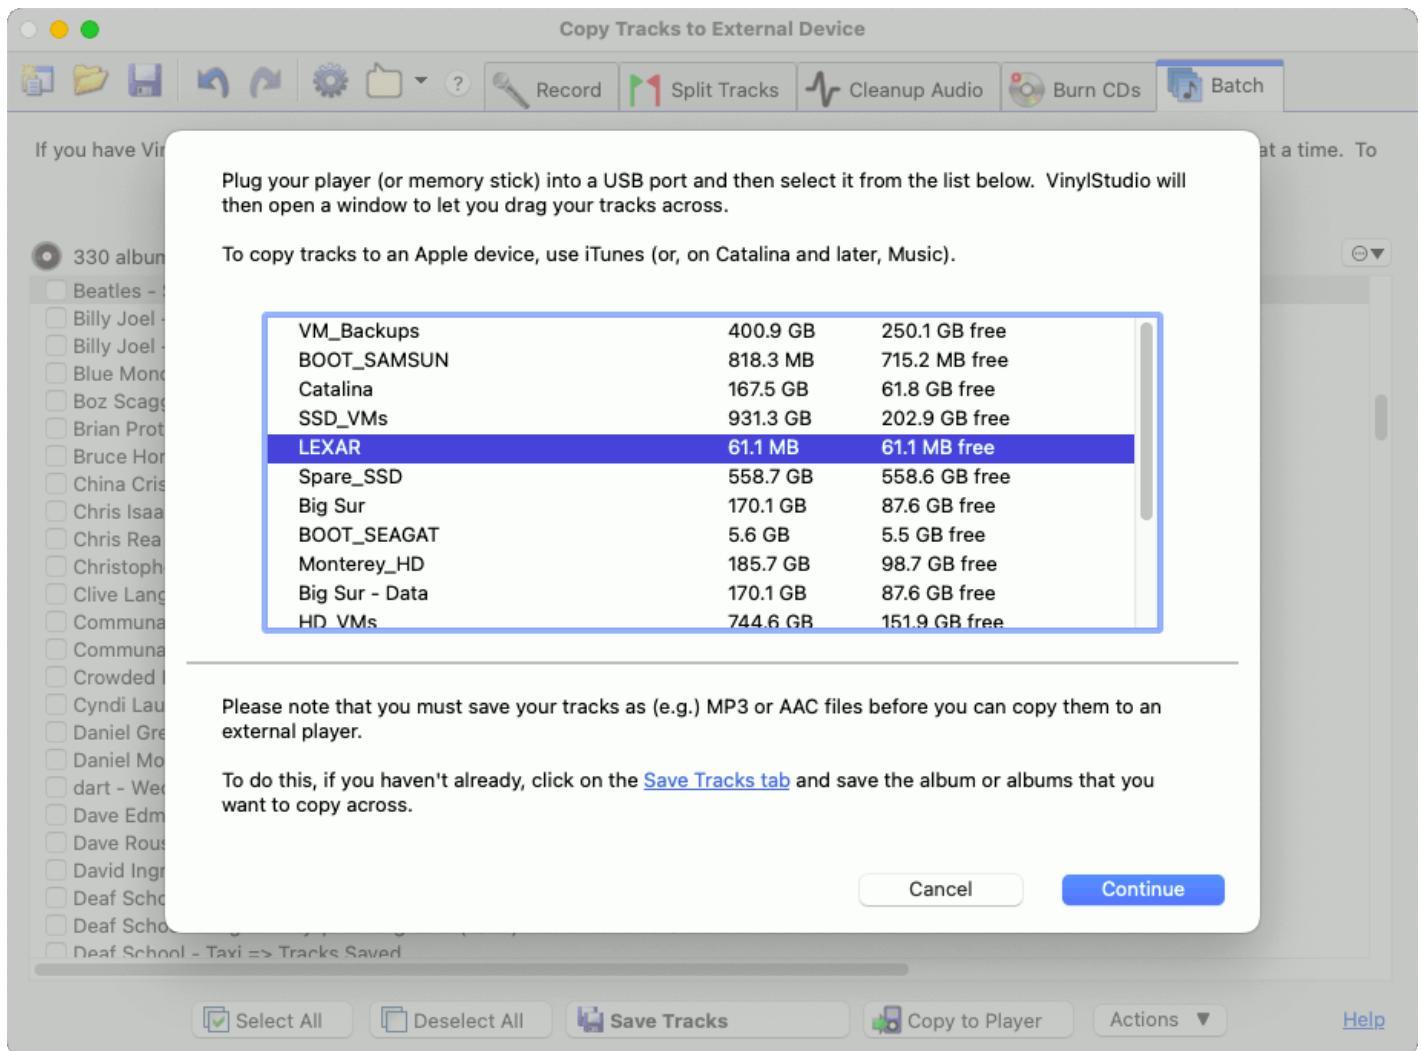 Copy Tracks to External Device
? Record Split Tracks Cleanup Audio Burn CDs Batch
If you have Vin at a time. To
Plug your player (or memory stick) into a USB port and then select it from the list below. VinylStudio will
then open a window to let you drag your tracks across.
To copy tracks to an Apple device, use iTunes (or, on Catalina and later, Music).
330 album
Beatles -
Billy Joel -
Billy Joel -
Blue Mond
Boz Scagg
Brian Prot
Bruce Hor
China Cris
Chris Isaa
Chris Rea
Christoph
Clive Lang
Communa
Communa
Crowded
Cyndi Lau
Daniel Gre
Daniel Mo
dart - Wed
Dave Edm
Dave Rous
David Ingr
Deaf Scho
Deaf Scho
Deaf School - Taxi => Tracks Saved
VM_Backups 400.9 GB 250.1 GB free
BOOT_SAMSUN 818.3 MB 715.2 MB free
Catalina 167.5 GB 61.8 GB free
SSD_VMs 931.3 GB 202.9 GB free
LEXAR 61.1 MB 61.1 MB free
Spare_SSD 558.7 GB 558.6 GB free
Big Sur 170.1 GB 87.6 GB free
BOOT_SEAGAT 5.6 GB 5.5 GB free
Monterey_HD 185.7 GB 98.7 GB free
Big Sur - Data 170.1 GB 87.6 GB free
HD_VMs 744.6 GB 151.9 GB free
Please note that you must save your tracks as (e.g.) MP3 or AAC files before you can copy them to an
external player.
To do this, if you haven't already, click on the Save Tracks tab and save the album or albums that you
want to copy across.
Cancel Continue
Select All Deselect All Save Tracks Copy to Player Actions ▼ Help